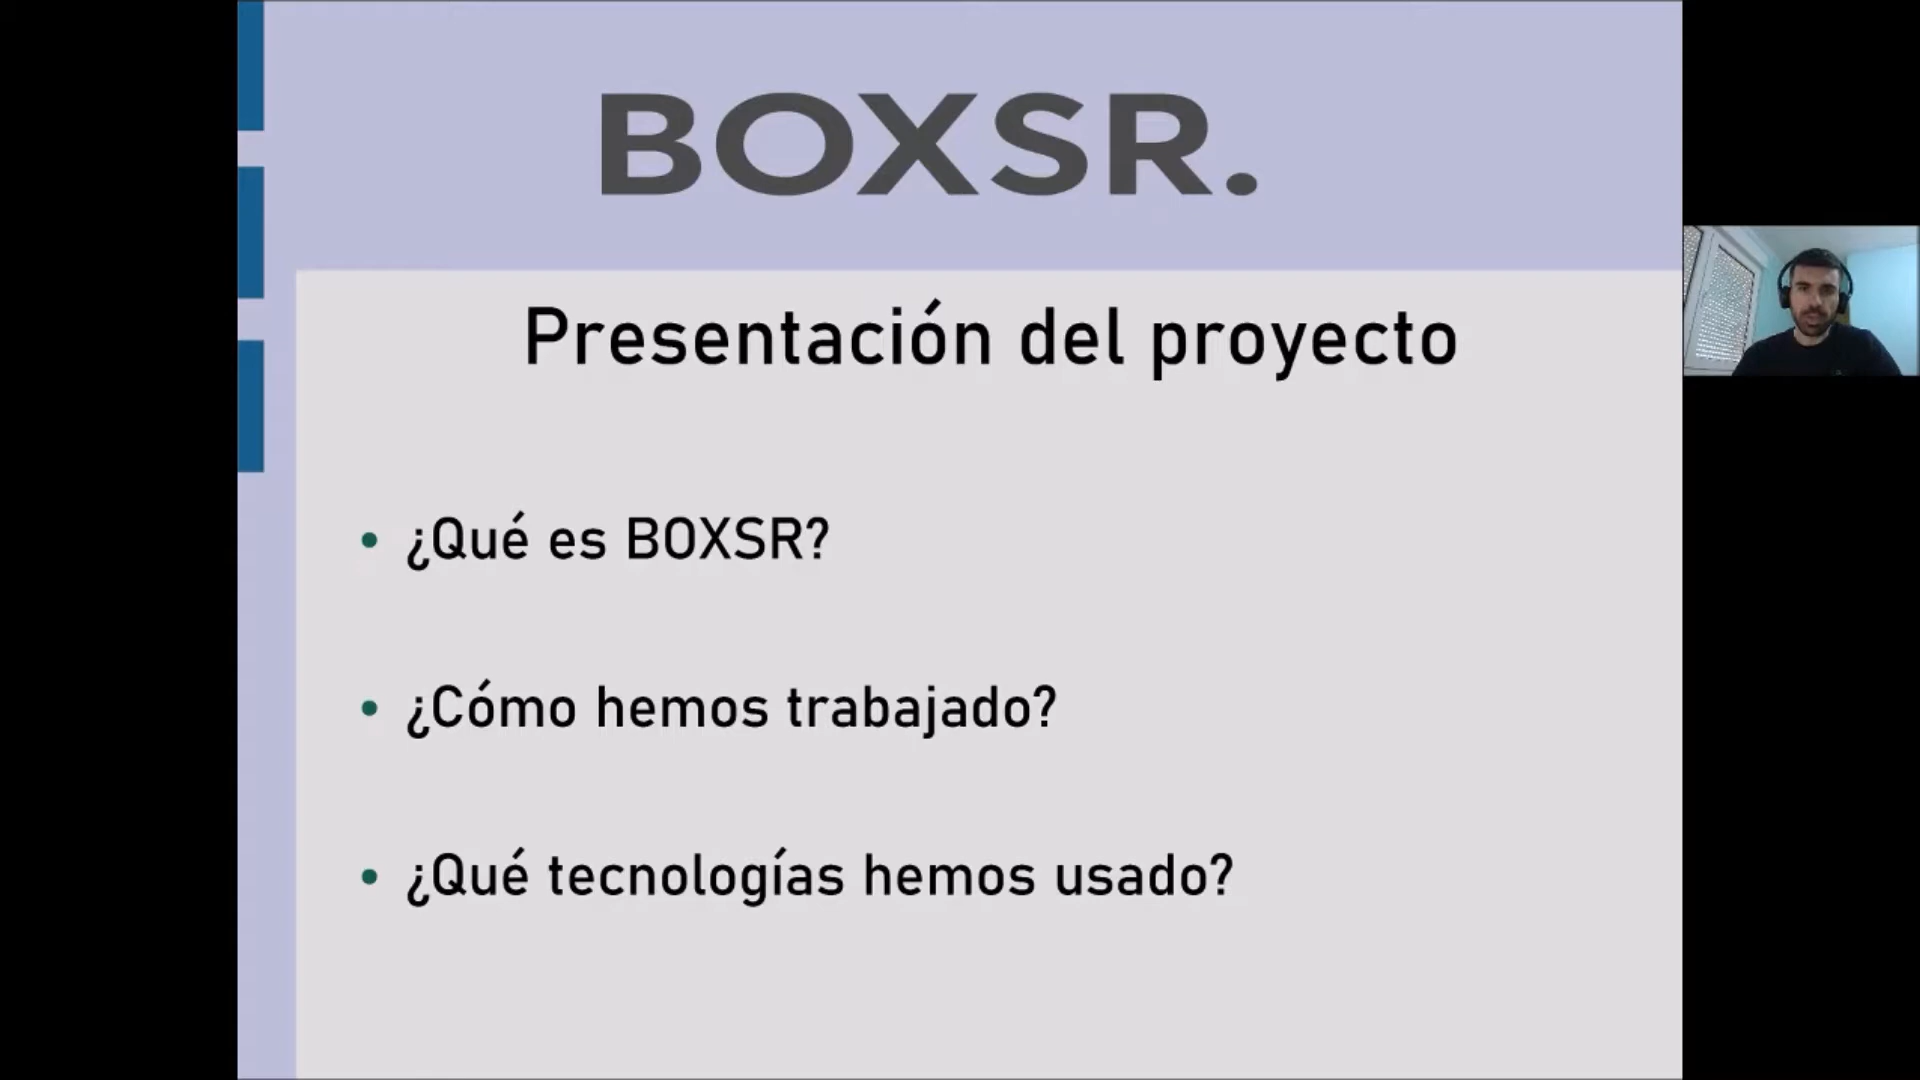 BOXSR.
Presentación del proyecto
• ¿Qué es BOXSR?
• ¿Cómo hemos trabajado?
• ¿Qué tecnologías hemos usado?